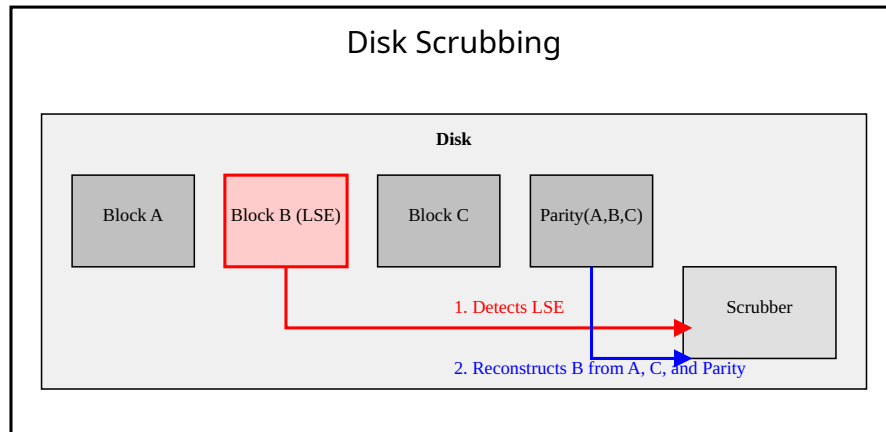 Disk Scrubbing
Disk
Block A
Block B (LSE)
Block C
Parity(A,B,C)
1. Detects LSE
Scrubber
2. Reconstructs B from A, C, and Parity